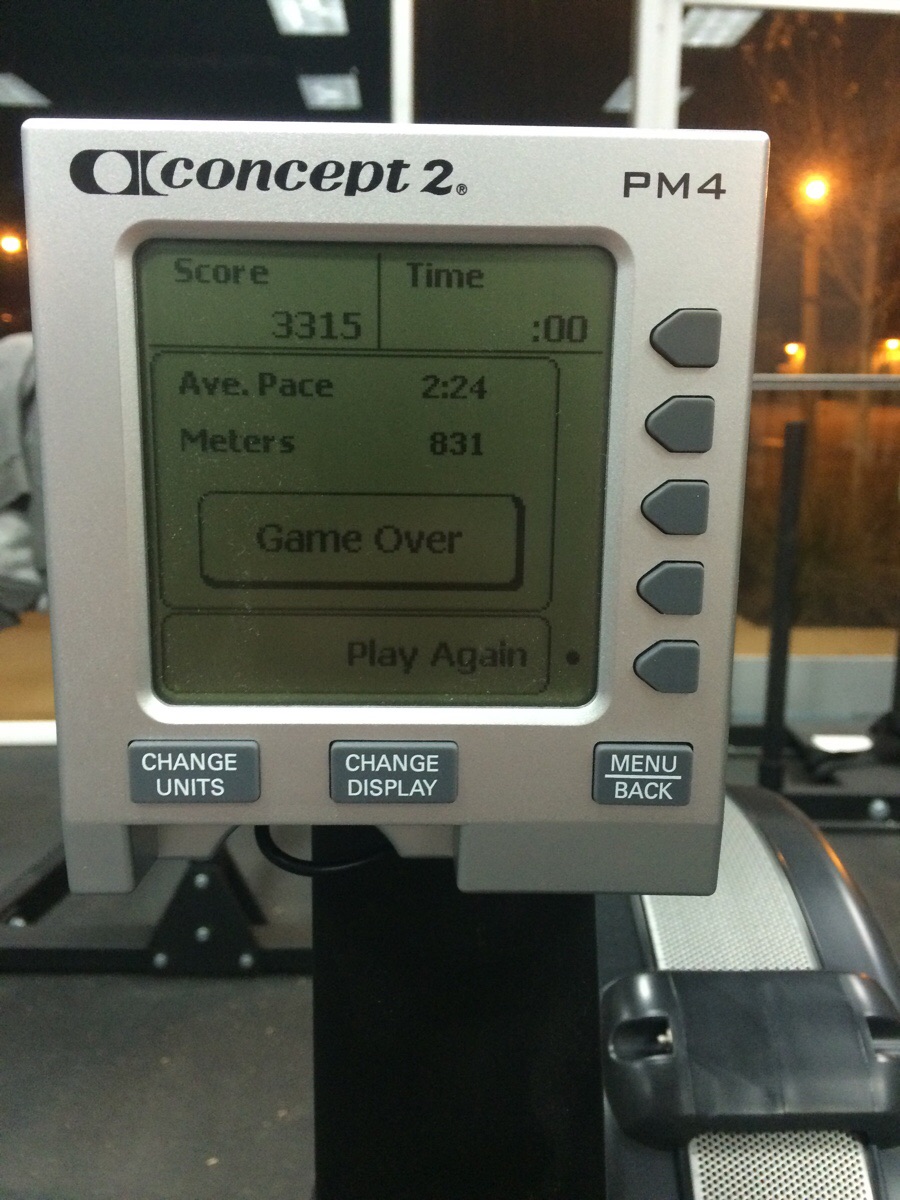 concept 2® PM4
Score Time
3315 :00
Ave. Pace 2:24
Meters 831
Game Over
Play Again
CHANGE UNITS
CHANGE DISPLAY
MENU
BACK